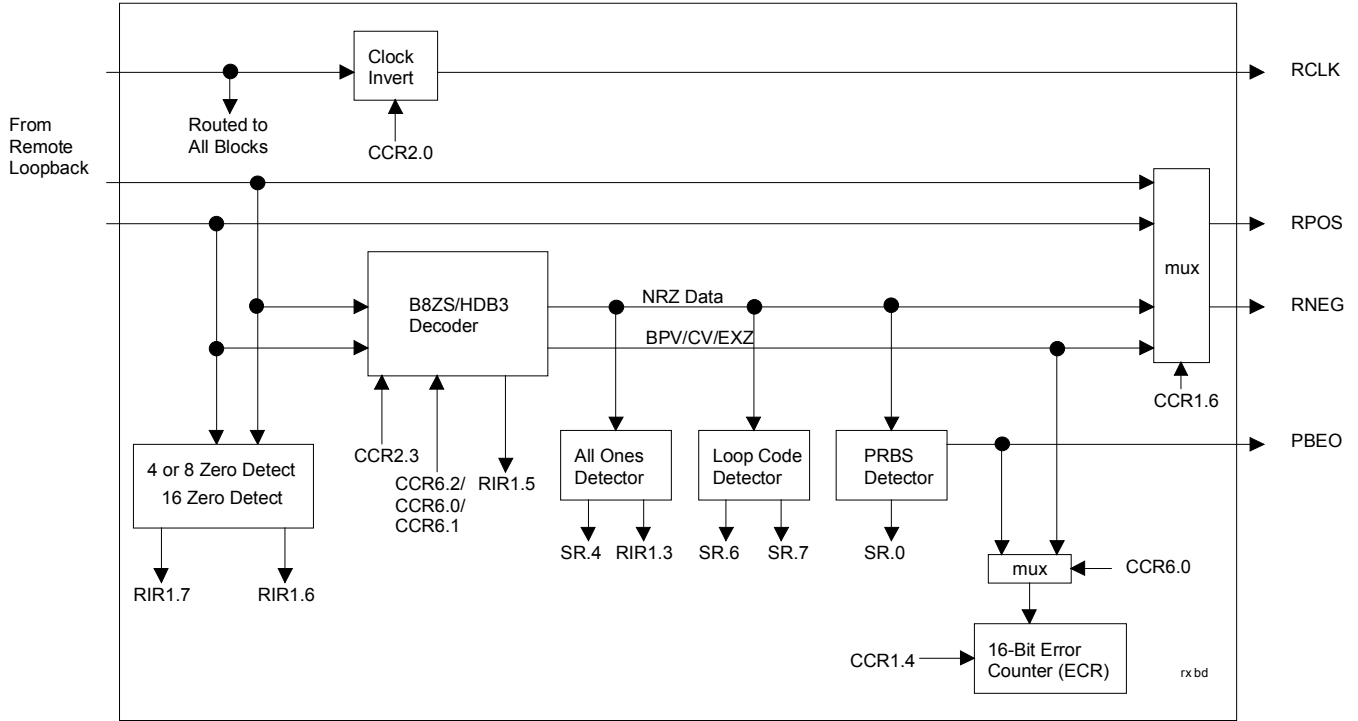 Clock
Invert
RCLK
From
Remote
Loopback
Routed to
All Blocks
CCR2.0
RPOS
mux
B8ZS/HDB3
Decoder
NRZ Data
RNEG
BPV/CV/EXZ
CCR1.6
4 or 8 Zero Detect
16 Zero Detect
CCR2.3
CCR6.2/
CCR6.0/
CCR6.1
RIR1.5
All Ones
Detector
Loop Code
Detector
PRBS
Detector
PBEO
SR.4
RIR1.3
SR.6
SR.7
SR.0
RIR1.7
RIR1.6
mux
CCR6.0
CCR1.4
16-Bit Error
Counter (ECR)
rx bd